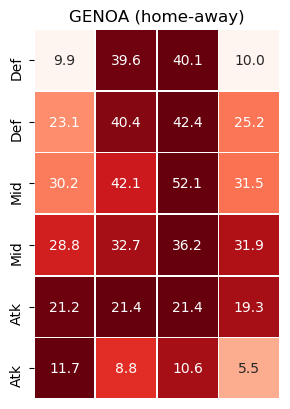 GENOA (home-away)
Def 9.9 39.6 40.1 10.0
Def 23.1 40.4 42.4 25.2
Mid 30.2 42.1 52.1 31.5
Mid 28.8 32.7 36.2 31.9
Atk 21.2 21.4 21.4 19.3
Atk 11.7 8.8 10.6 5.5